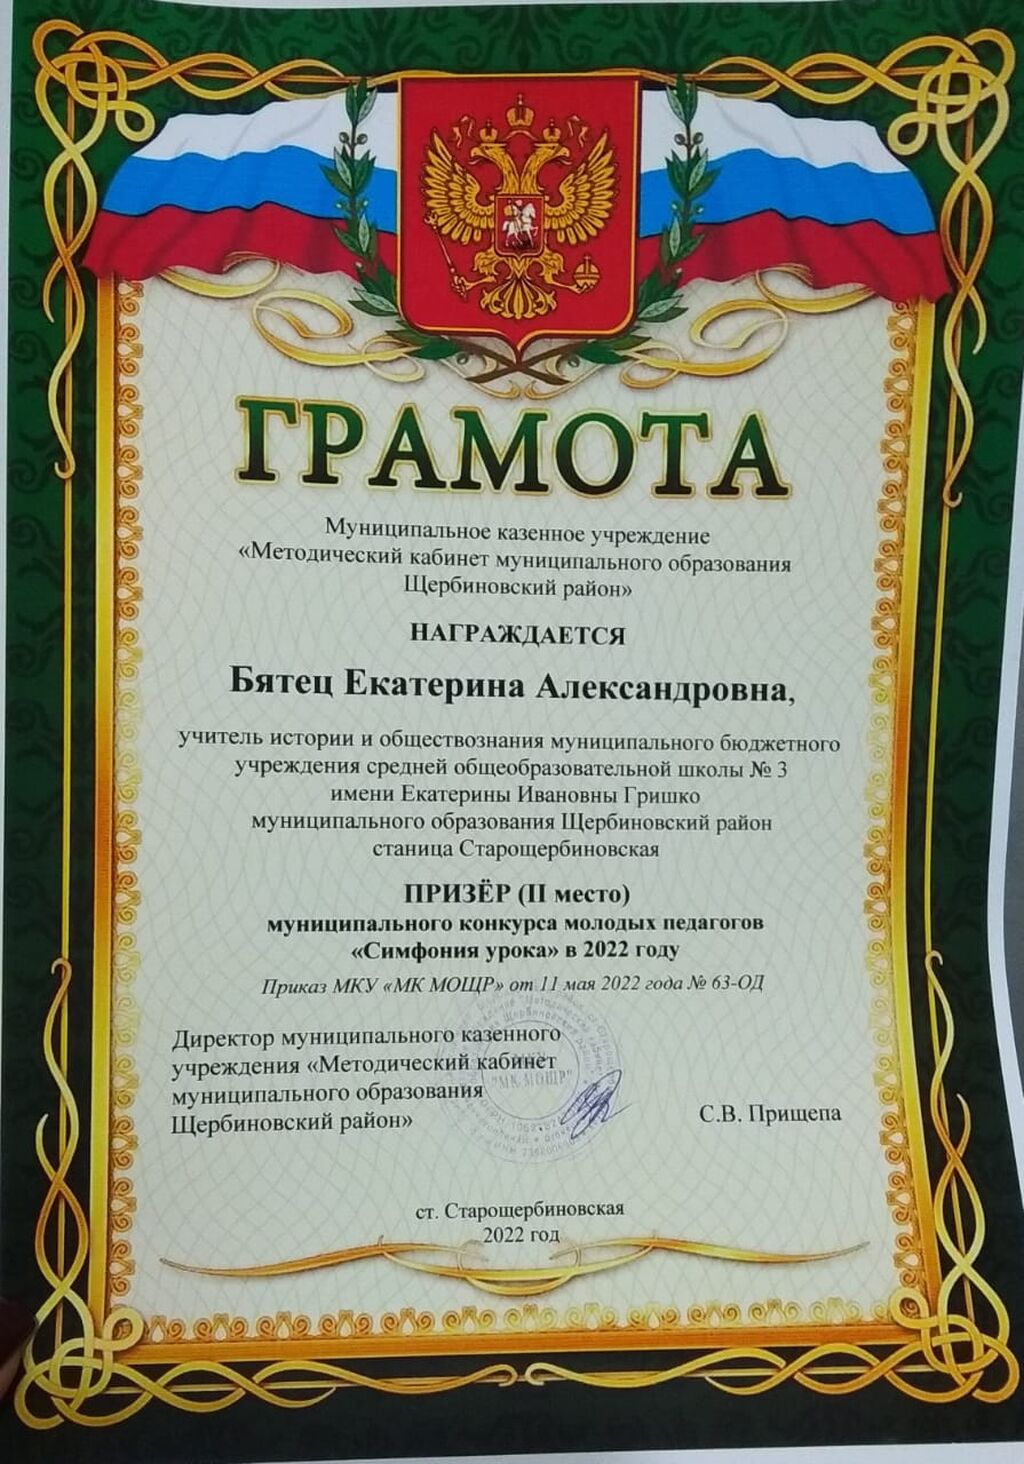 ГРАМОТА
Муниципальное казенное учреждение
«Методический кабинет муниципального образования
Щербиновский район»
НАГРАЖДАЕТСЯ
Бятец Екатерина Александровна,
учитель истории и обществознания муниципального бюджетного
учреждения средней общеобразовательной школы № 3
имени Екатерины Ивановны Гришко
муниципального образования Щербиновский район
станица Старощербиновская
ПРИЗЁР (II место)
муниципального конкурса молодых педагогов
«Симфония урока» в 2022 году
Приказ МКУ «МК МОЩР» от 11 мая 2022 года № 63-ОД
Директор муниципального казенного
учреждения «Методический кабинет
муниципального образования
Щербиновский район»
"МК МОЩР"
С.В. Прищепа
ст. Старощербиновская
2022 год